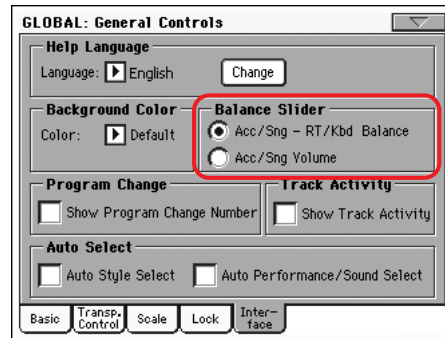 GLOBAL: General Controls
Help Language
Language: English Change
Background Color
Color: Default
Balance Slider
Acc/Sng - RT/Kbd Balance
Acc/Sng Volume
Program Change
Show Program Change Number
Track Activity
Show Track Activity
Auto Select
Auto Style Select Auto Performance/Sound Select
Basic Transp. Control Scale Lock Inter-face